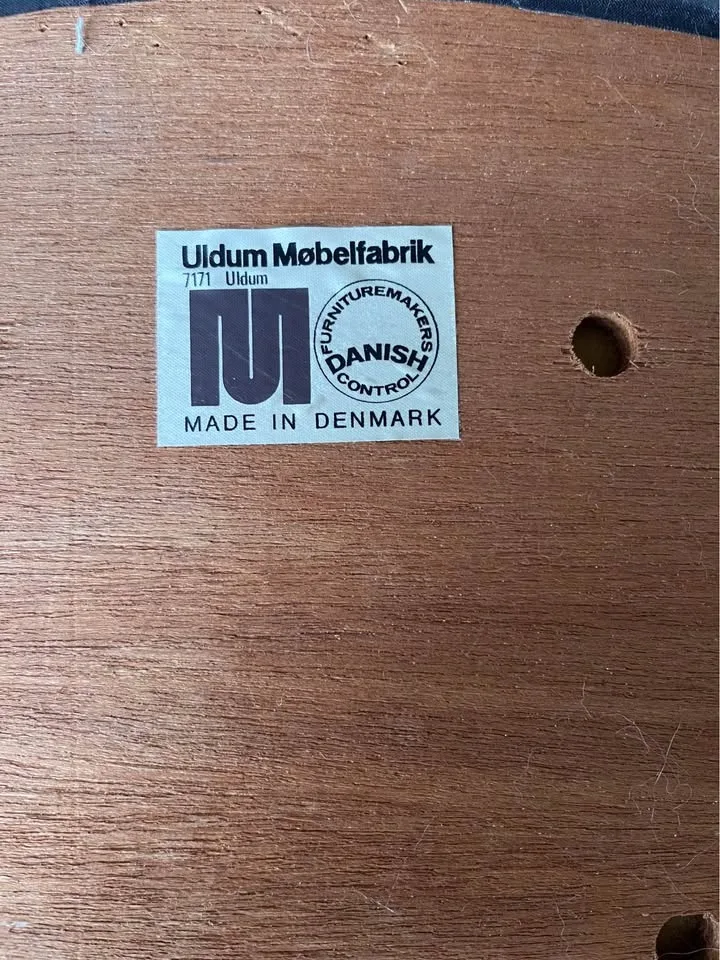 Uldum Møbelfabrik
7171 Uldum
FURNITUREMAKERS
DANISH
CONTROL
MADE IN DENMARK